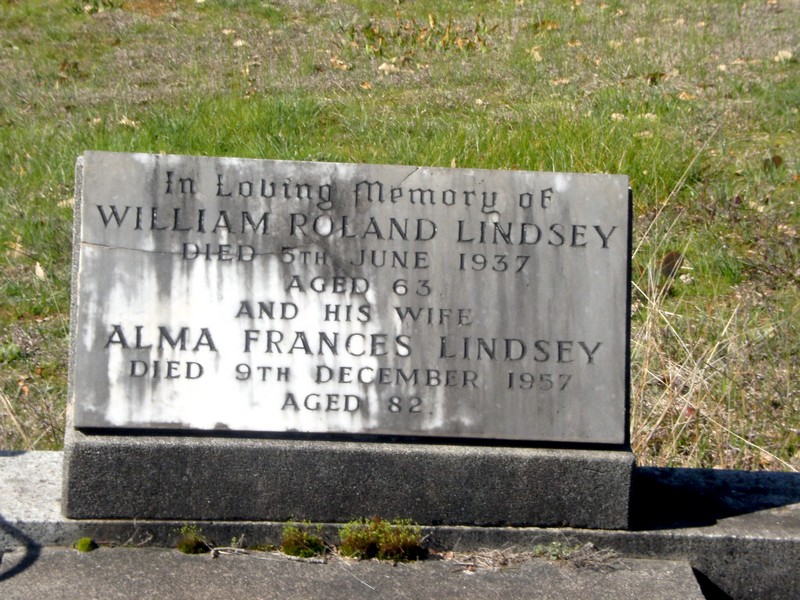 In Loving Memory of
WILLIAM ROLAND LINDSEY
DIED 5TH JUNE 1937
AGED 63
AND HIS WIFE
ALMA FRANCES LINDSEY
DIED 9TH DECEMBER 1957
AGED 82